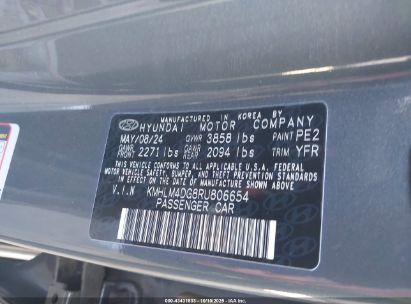 MANUFACTURED IN KOREA BY
HYUNDAI MOTOR COMPANY
MAY/08/24 GVWR 3858 lbs PAINT PE2
GAWR FRONT 2271 lbs GAWR REAR 2094 lbs TRIM YFR
THIS VEHICLE CONFORMS TO ALL APPLICABLE U.S.A. FEDERAL
MOTOR VEHICLE SAFETY, BUMPER, AND THEFT PREVENTION STANDARDS
IN EFFECT ON THE DATE OF MANUFACTURE SHOWN ABOVE.
V.I.N KMHLM4DG8RU806654
PASSENGER CAR